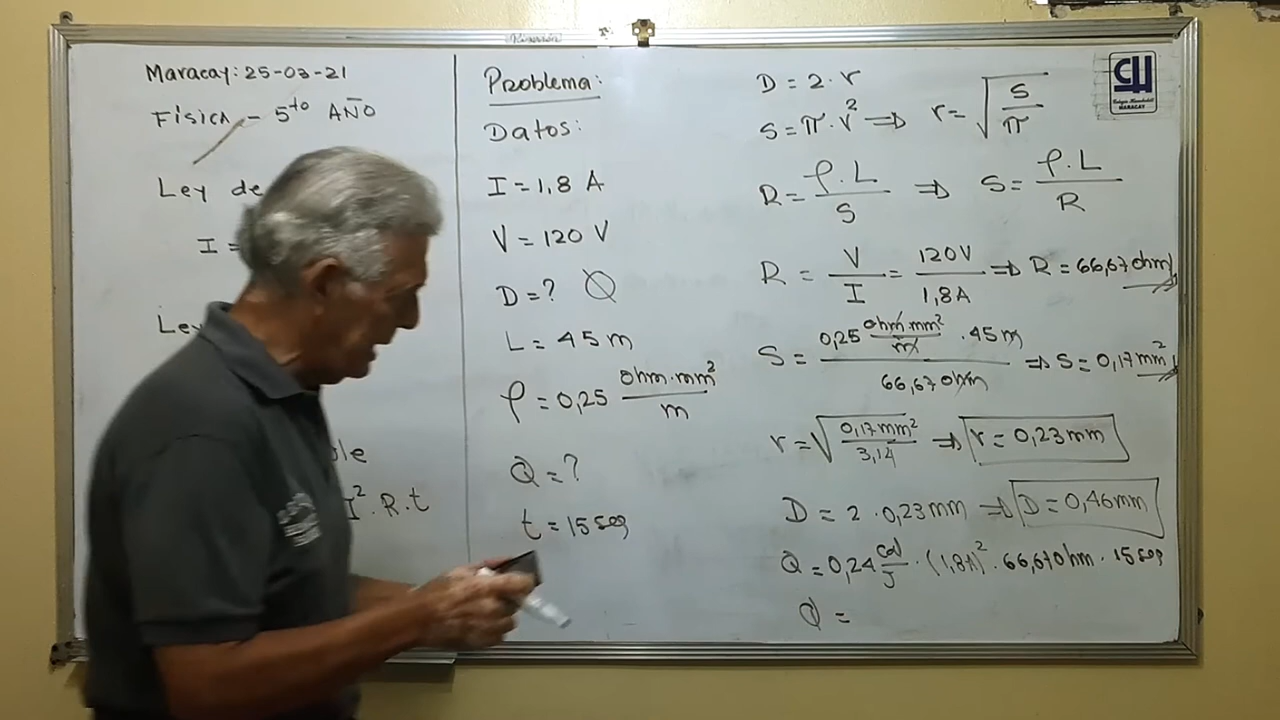 Maracay: 25-03-21
Física - 5to AÑO
Ley de
I =
Ley
I².R.t
Problema:
Datos:
I = 1,8 A
V = 120 V
D = ?
L = 45 m
ρ = 0,25 ohm.mm²/m
Q = ?
t = 15 seg
D = 2 . r
S = π . r² ⇒ r = √(S/π)
R = ρ.L/S ⇒ S = ρ.L/R
R = V/I = 120V/1,8A ⇒ R = 66,67 ohm
S = 0,25 ohm.mm²/m . 45 m / 66,67 ohm ⇒ S = 0,17 mm²
r = √(0,17mm²/3,14) ⇒ r = 0,23 mm
D = 2 . 0,23 mm ⇒ D = 0,46 mm
Q = 0,24 cal/J . (1,8A)² . 66,67 Ohm . 15 seg
Q =
CH
MARACAY